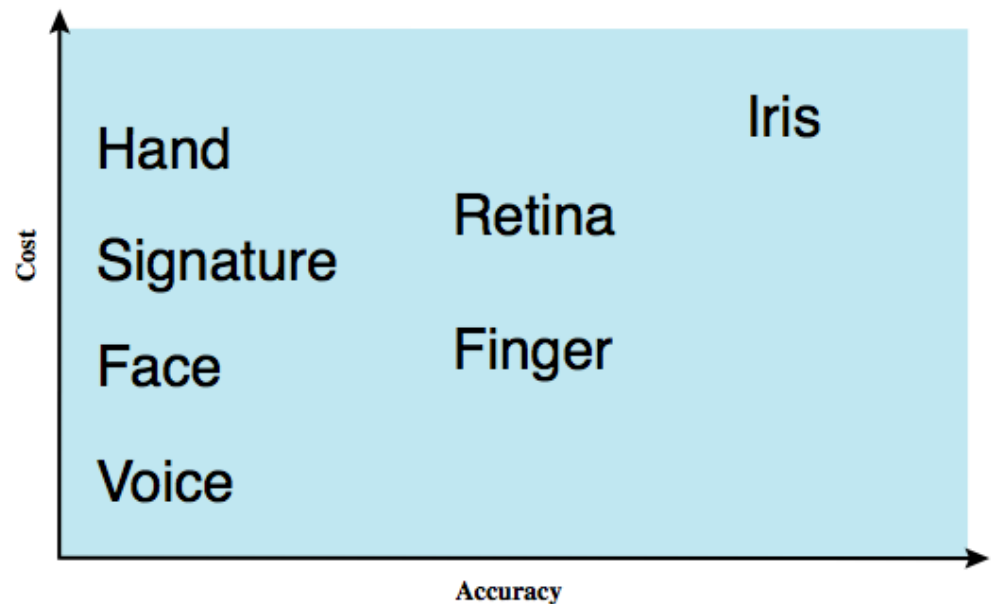 Iris
Hand
Retina
Signature
Finger
Face
Voice
Cost
Accuracy